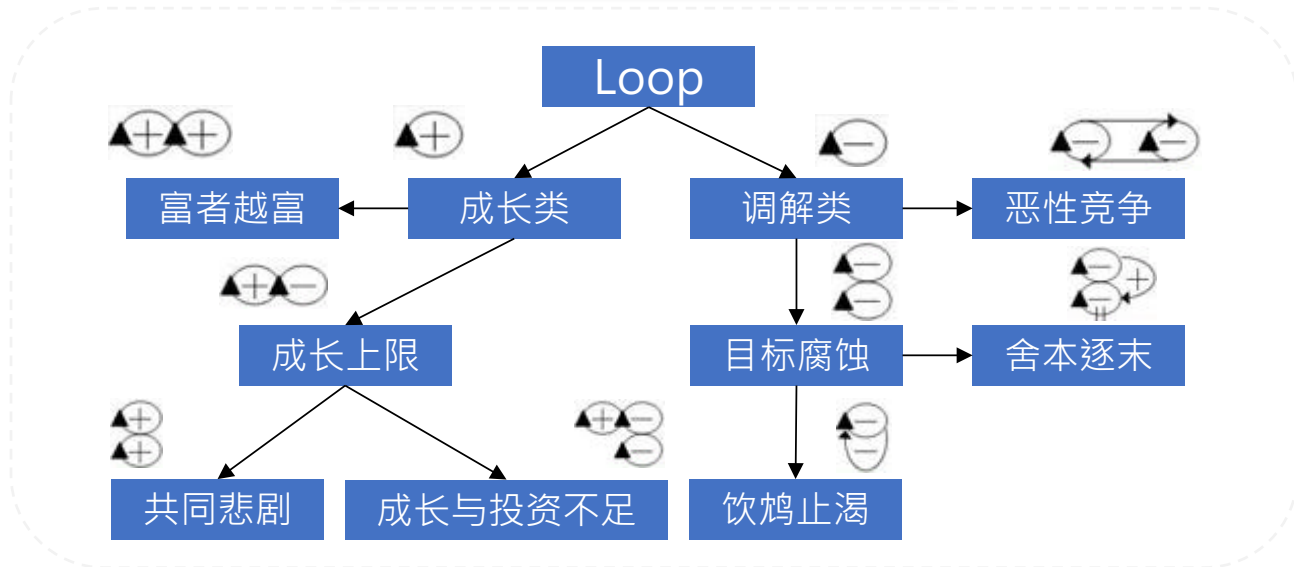 Loop
富者越富
成长类
调解类
恶性竞争
成长上限
目标腐蚀
舍本逐末
共同悲剧
成长与投资不足
饮鸩止渴